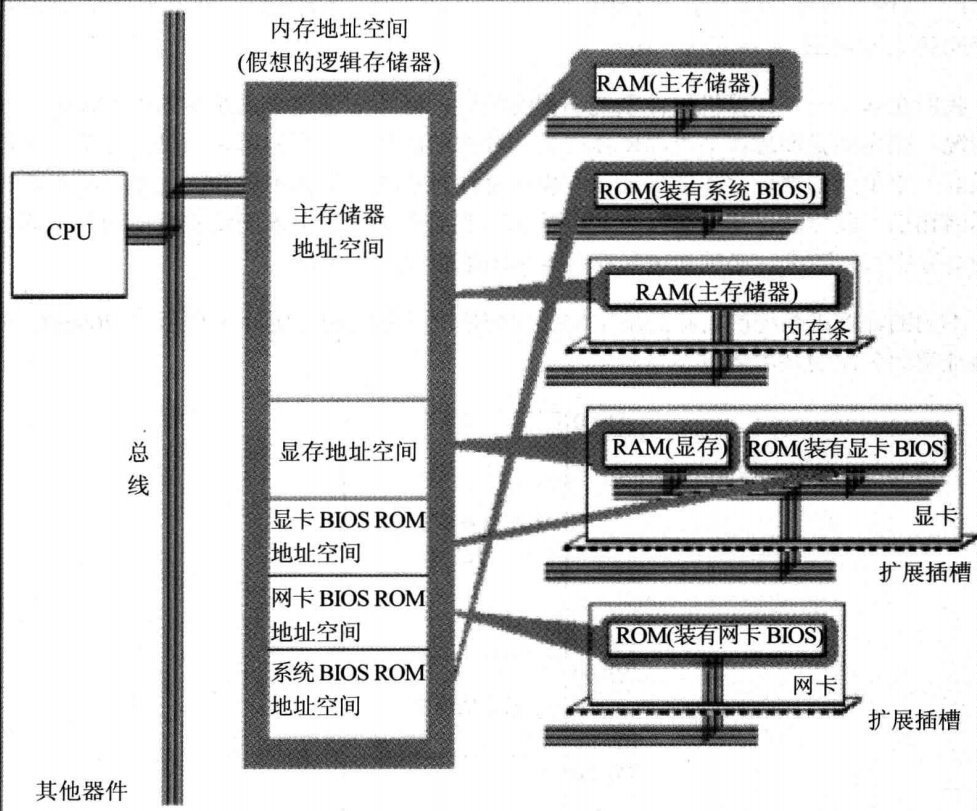 内存地址空间
(假想的逻辑存储器)
CPU
总
线
其他器件
主存储器
地址空间
显存地址空间
显卡 BIOS ROM
地址空间
网卡 BIOS ROM
地址空间
系统 BIOS ROM
地址空间
RAM(主存储器)
ROM(装有系统 BIOS)
RAM(主存储器)
内存条
RAM(显存)
ROM(装有显卡 BIOS)
显卡
扩展插槽
ROM(装有网卡 BIOS)
网卡
扩展插槽